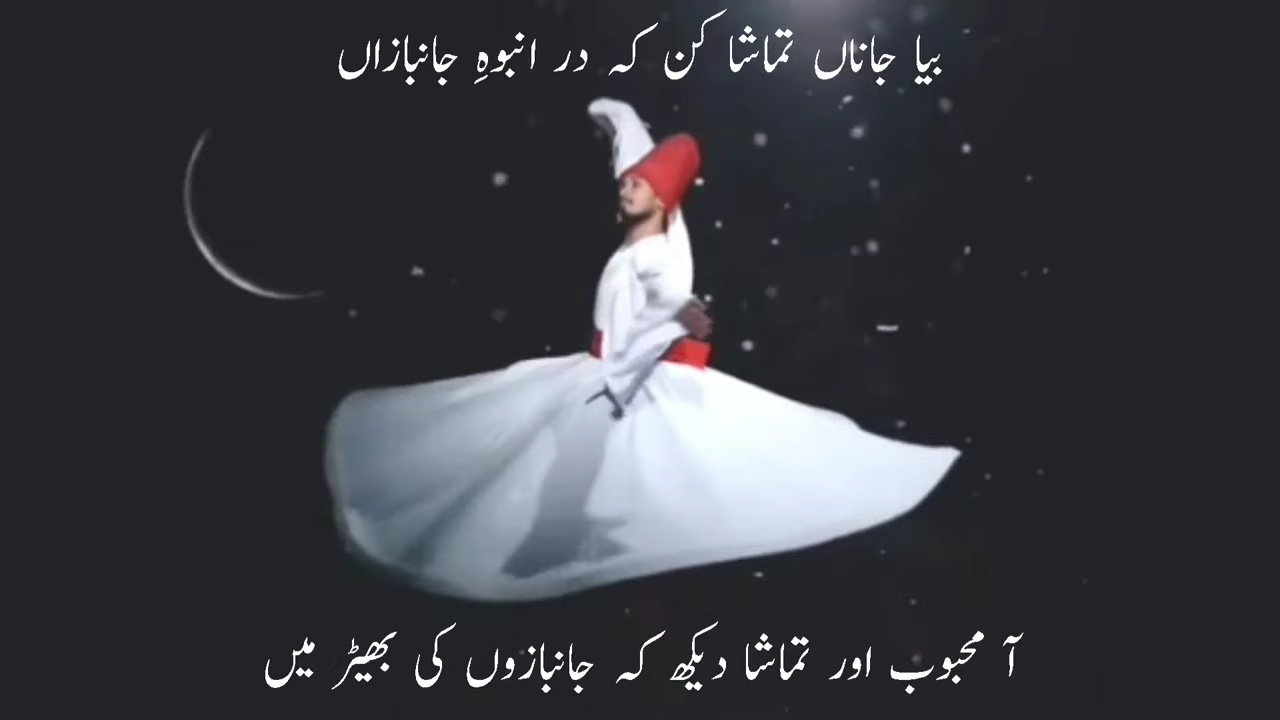 بیا جاناں تماشا کن کہ در انبوہِ جانبازاں
آ محبوب اور تماشا دیکھ کہ جانبازوں کی بھیڑ میں